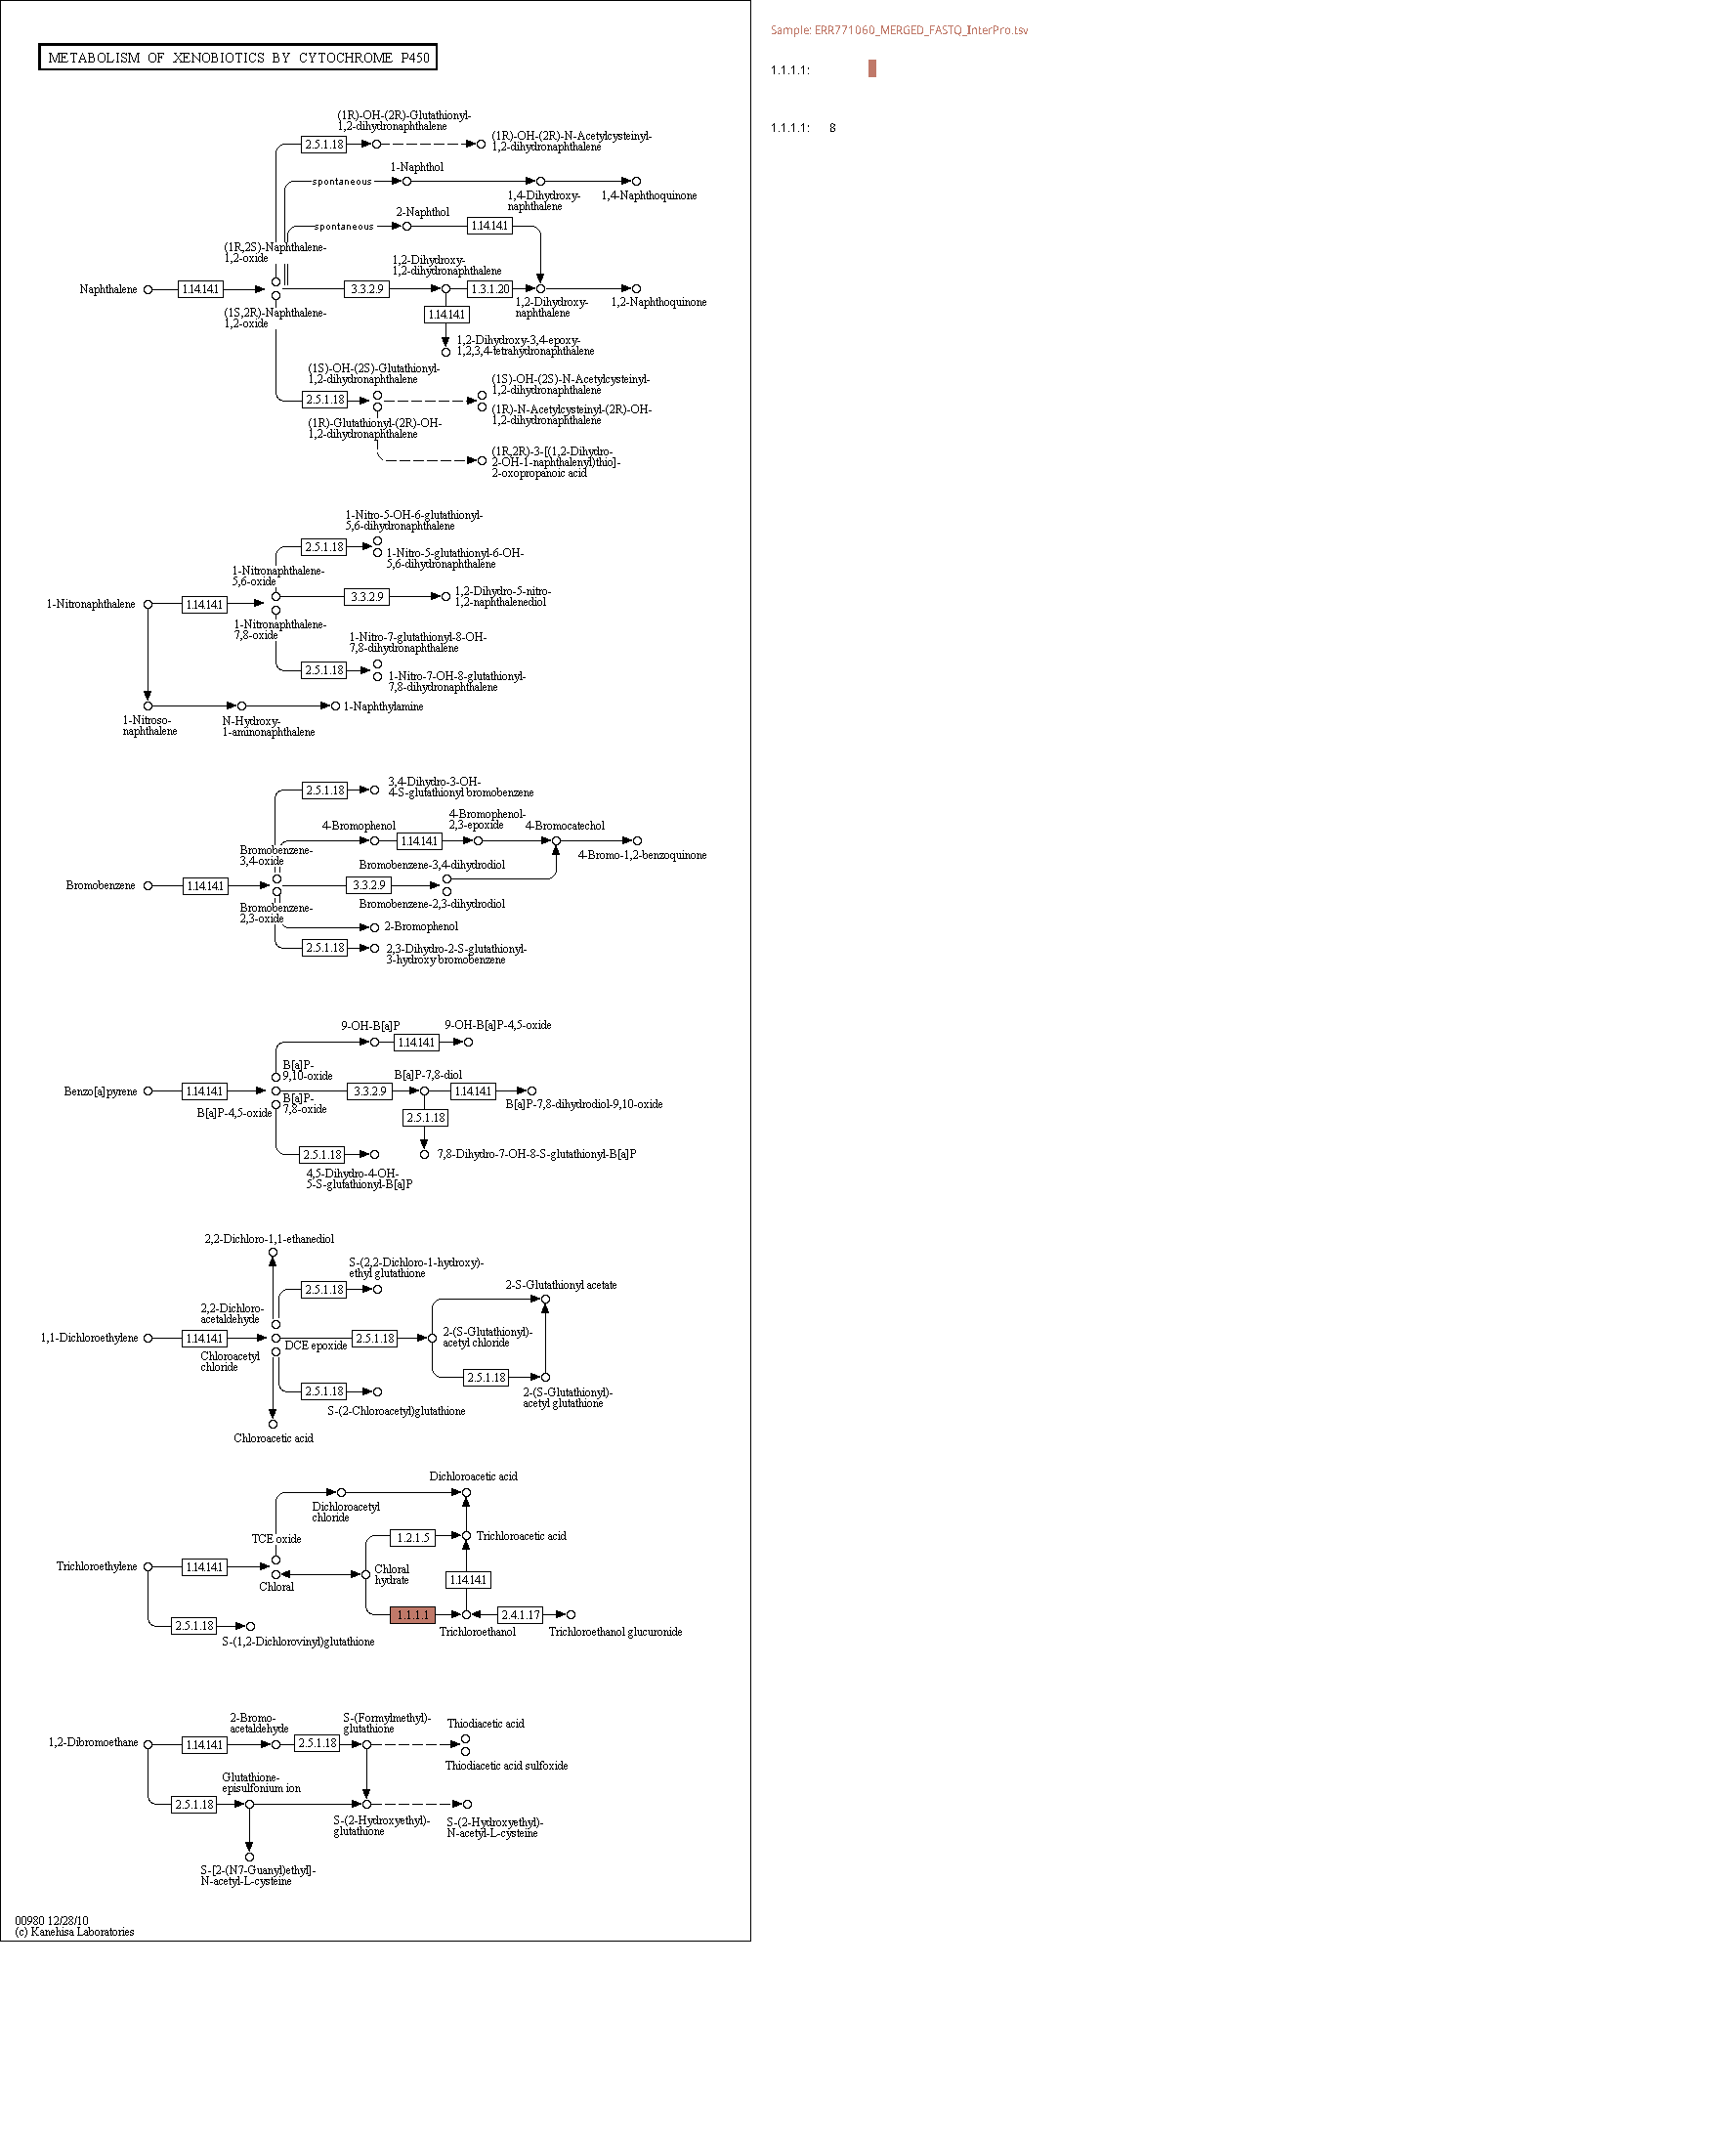 METABOLISM OF XENOBIOTICS BY CYTOCHROME P450
(1R)-OH-(2R)-Glutathionyl-
1,2-dihydronaphthalene
2.5.1.18
(1R)-OH-(2R)-N-Acetylcysteinyl-
1,2-dihydronaphthalene
1-Naphthol
spontaneous
1,4-Dihydroxy-
naphthalene
1,4-Naphthoquinone
2-Naphthol
spontaneous
1.14.14.1
(1R,2S)-Naphthalene-
1,2-oxide
1,2-Dihydroxy-
1,2-dihydronaphthalene
Naphthalene
1.14.14.1
3.3.2.9
1.3.1.20
1,2-Dihydroxy-
naphthalene
1,2-Naphthoquinone
(1S,2R)-Naphthalene-
1,2-oxide
1.14.14.1
1,2-Dihydroxy-3,4-epoxy-
1,2,3,4-tetrahydronaphthalene
(1S)-OH-(2S)-Glutathionyl-
1,2-dihydronaphthalene
2.5.1.18
(1S)-OH-(2S)-N-Acetylcysteinyl-
1,2-dihydronaphthalene
(1R)-N-Acetylcysteinyl-(2R)-OH-
1,2-dihydronaphthalene
(1R)-Glutathionyl-(2R)-OH-
1,2-dihydronaphthalene
(1R,2R)-3-[(1,2-Dihydro-
2-OH-1-naphthalenyl)thio]-
2-oxopropanoic acid
1-Nitro-5-OH-6-glutathionyl-
5,6-dihydronaphthalene
2.5.1.18
1-Nitro-5-glutathionyl-6-OH-
5,6-dihydronaphthalene
1-Nitronaphthalene-
5,6-oxide
1-Nitronaphthalene
1.14.14.1
3.3.2.9
1,2-Dihydro-5-nitro-
1,2-naphthalenediol
1-Nitronaphthalene-
7,8-oxide
1-Nitro-7-glutathionyl-8-OH-
7,8-dihydronaphthalene
2.5.1.18
1-Nitro-7-OH-8-glutathionyl-
7,8-dihydronaphthalene
1-Naphthylamine
1-Nitroso-
naphthalene
N-Hydroxy-
1-aminonaphthalene
2.5.1.18
3,4-Dihydro-3-OH-
4-S-glutathionyl bromobenzene
4-Bromophenol
1.14.14.1
4-Bromophenol-
2,3-epoxide
4-Bromocatechol
4-Bromo-1,2-benzoquinone
Bromobenzene-
3,4-oxide
Bromobenzene-3,4-dihydrodiol
Bromobenzene
1.14.14.1
3.3.2.9
Bromobenzene-2,3-dihydrodiol
Bromobenzene-
2,3-oxide
2-Bromophenol
2.5.1.18
2,3-Dihydro-2-S-glutathionyl-
3-hydroxy bromobenzene
9-OH-B[a]P
1.14.14.1
9-OH-B[a]P-4,5-oxide
B[a]P-
9,10-oxide
B[a]P-7,8-diol
Benzo[a]pyrene
1.14.14.1
3.3.2.9
1.14.14.1
B[a]P-
7,8-oxide
B[a]P-7,8-dihydrodiol-9,10-oxide
B[a]P-4,5-oxide
2.5.1.18
2.5.1.18
7,8-Dihydro-7-OH-8-S-glutathionyl-B[a]P
4,5-Dihydro-4-OH-
5-S-glutathionyl-B[a]P
2,2-Dichloro-1,1-ethanediol
S-(2,2-Dichloro-1-hydroxy)-
ethyl glutathione
2.5.1.18
2-S-Glutathionyl acetate
2,2-Dichloro-
acetaldehyde
1,1-Dichloroethylene
1.14.14.1
DCE epoxide
2.5.1.18
2-(S-Glutathionyl)-
acetyl chloride
Chloroacetyl
chloride
2.5.1.18
2.5.1.18
2-(S-Glutathionyl)-
acetyl glutathione
S-(2-Chloroacetyl)glutathione
Chloroacetic acid
Dichloroacetic acid
Dichloroacetyl
chloride
TCE oxide
1.2.1.5
Trichloroacetic acid
Trichloroethylene
1.14.14.1
Chloral
Chloral
hydrate
1.14.14.1
1.1.1.1
2.4.1.17
2.5.1.18
Trichloroethanol
Trichloroethanol glucuronide
S-(1,2-Dichlorovinyl)glutathione
2-Bromo-
acetaldehyde
S-(Formylmethyl)-
glutathione
Thiodiacetic acid
1,2-Dibromoethane
1.14.14.1
2.5.1.18
Thiodiacetic acid sulfoxide
Glutathione-
episulfonium ion
2.5.1.18
S-(2-Hydroxyethyl)-
glutathione
S-(2-Hydroxyethyl)-
N-acetyl-L-cysteine
S-[2-(N7-Guanyl)ethyl]-
N-acetyl-L-cysteine
00980 12/28/10
(c) Kanehisa Laboratories
Sample: ERR771060_MERGED_FASTQ_InterPro.tsv
1.1.1.1:
1.1.1.1: 8